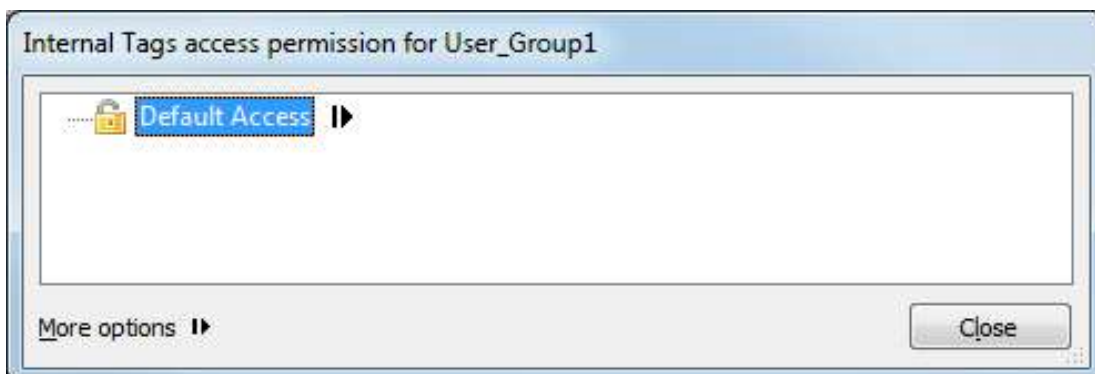 Internal Tags access permission for User_Group1
Default Access
More options
Close